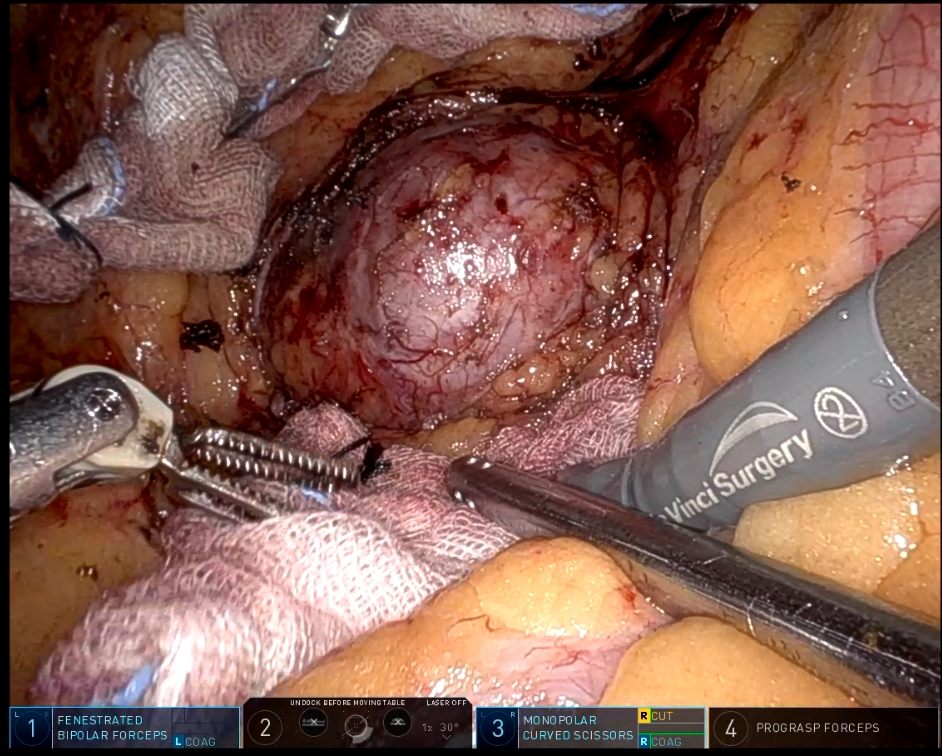 Vinci Surgery
UNDOCK BEFORE MOVING TABLE
LASER OFF
L R
1
FENESTRATED
BIPOLAR FORCEPS
L COAG
2
1x 30°
L R
3
MONOPOLAR
CURVED SCISSORS
R CUT
R COAG
4
PROGRASP FORCEPS